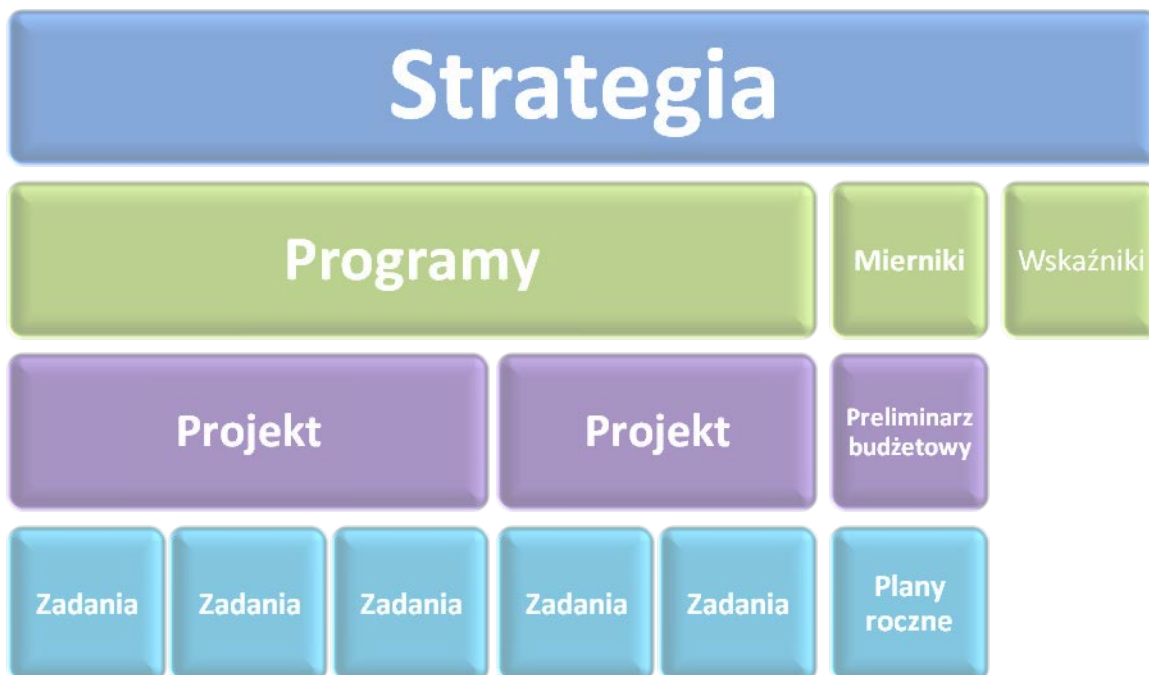 Strategia
Programy
Mierniki
Wskaźniki
Projekt
Projekt
Preliminarz
budżetowy
Zadania
Zadania
Zadania
Zadania
Zadania
Plany
roczne